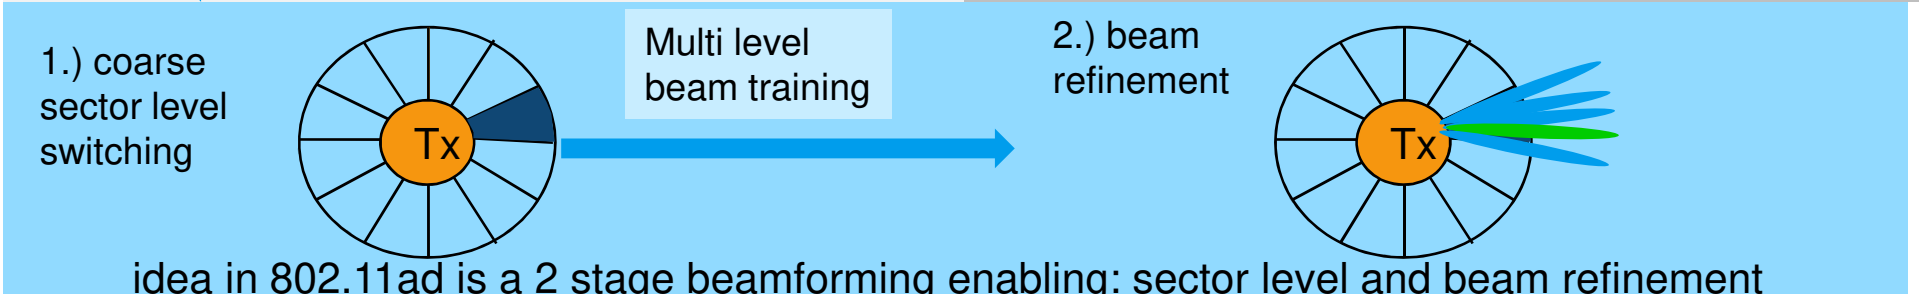 1.) coarse
sector level
switching
Tx
Multi level
beam training
2.) beam
refinement
Tx
idea in 802.11ad is a 2 stage beamforming enabling: sector level and beam refinement